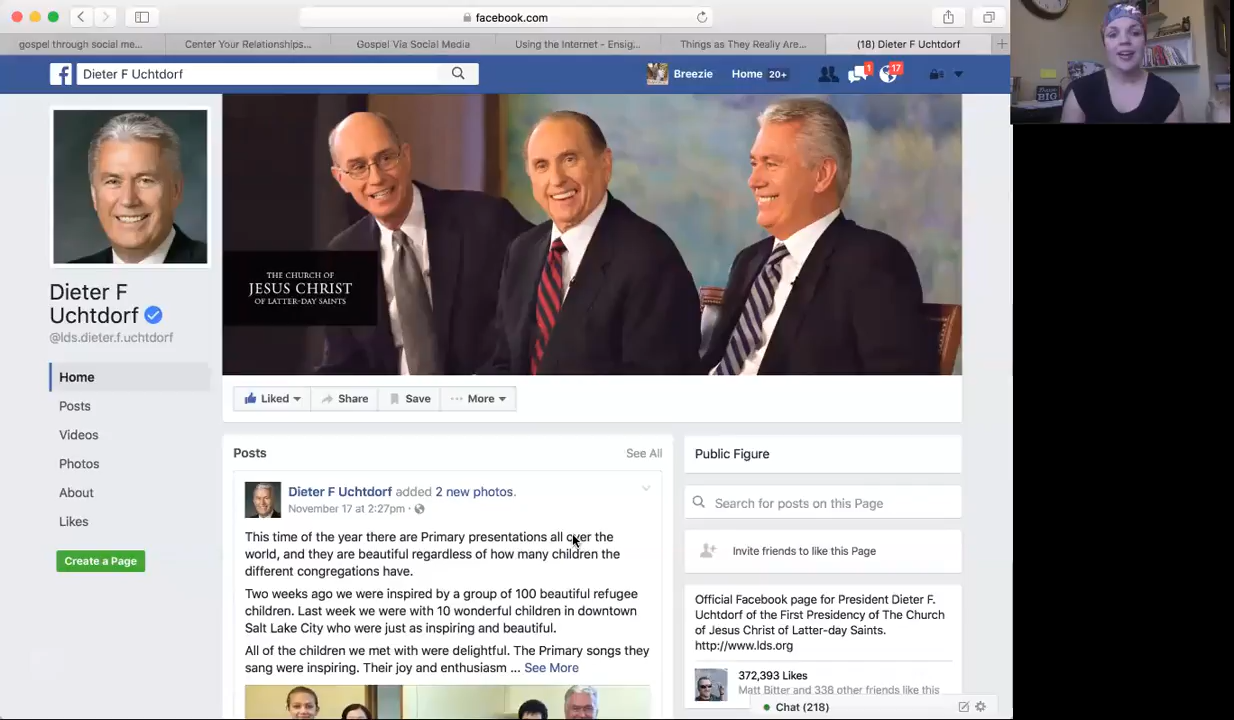 facebook.com
gospel through social me...
Center Your Relationships...
Gospel Via Social Media
Using the Internet - Ensig...
Things as They Really Are...
(18) Dieter F Uchtdorf
Dieter F Uchtdorf
Breezie
Home 20+
1
17
THE CHURCH OF
JESUS CHRIST
OF LATTER-DAY SAINTS
Dieter F
Uchtdorf
@lds.dieter.f.uchtdorf
Home
Posts
Videos
Photos
About
Likes
Create a Page
Liked
Share
Save
More
Posts
See All
Dieter F Uchtdorf added 2 new photos.
November 17 at 2:27pm
This time of the year there are Primary presentations all over the
world, and they are beautiful regardless of how many children the
different congregations have.
Two weeks ago we were inspired by a group of 100 beautiful refugee
children. Last week we were with 10 wonderful children in downtown
Salt Lake City who were just as inspiring and beautiful.
All of the children we met with were delightful. The Primary songs they
sang were inspiring. Their joy and enthusiasm ... See More
Public Figure
Search for posts on this Page
Invite friends to like this Page
Official Facebook page for President Dieter F.
Uchtdorf of the First Presidency of The Church
of Jesus Christ of Latter-day Saints.
http://www.lds.org
372,393 Likes
Matt Bitter and 338 other friends like this
Chat (218)